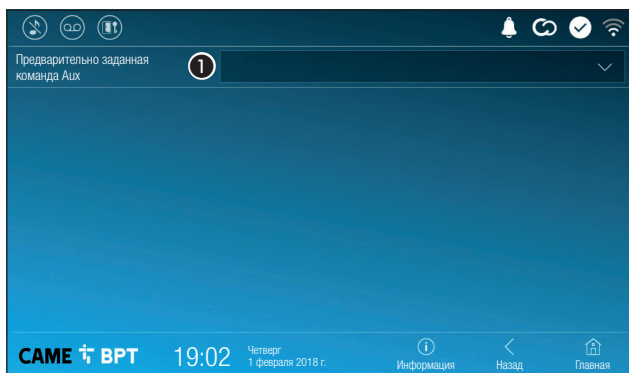 Предварительно заданная
команда Aux
1
CAME BPT
19:02
Четверг
1 февраля 2018 г.
Информация
Назад
Главная